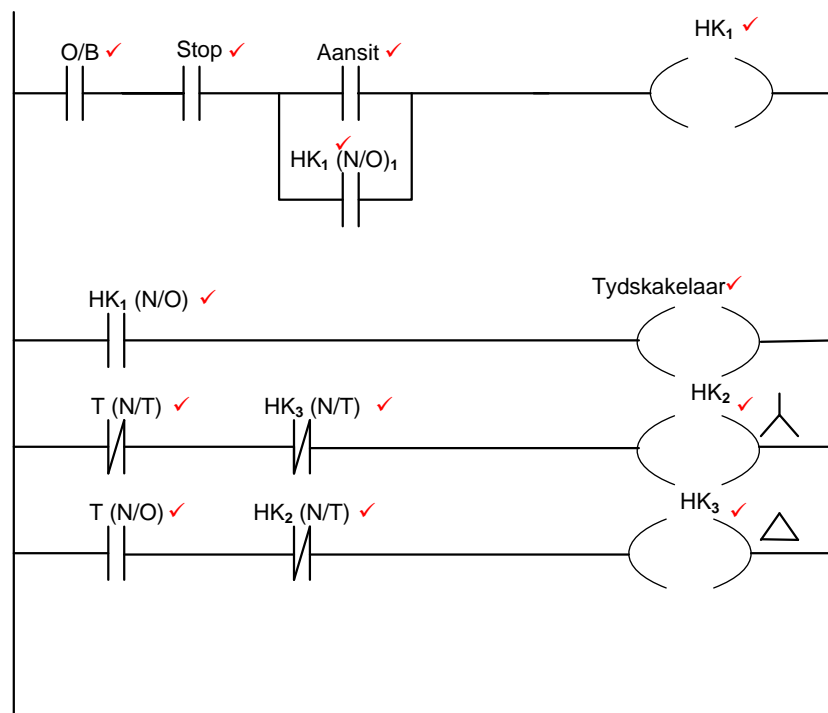 O/B ✓ Stop ✓ Aansit ✓ HK₁ ✓
HK₁ (N/O)₁ ✓
HK₁ (N/O) ✓ Tydskakelaar ✓
T (N/T) ✓ HK₃ (N/T) ✓ HK₂ ✓
T (N/O) ✓ HK₂ (N/T) ✓ HK₃ ✓